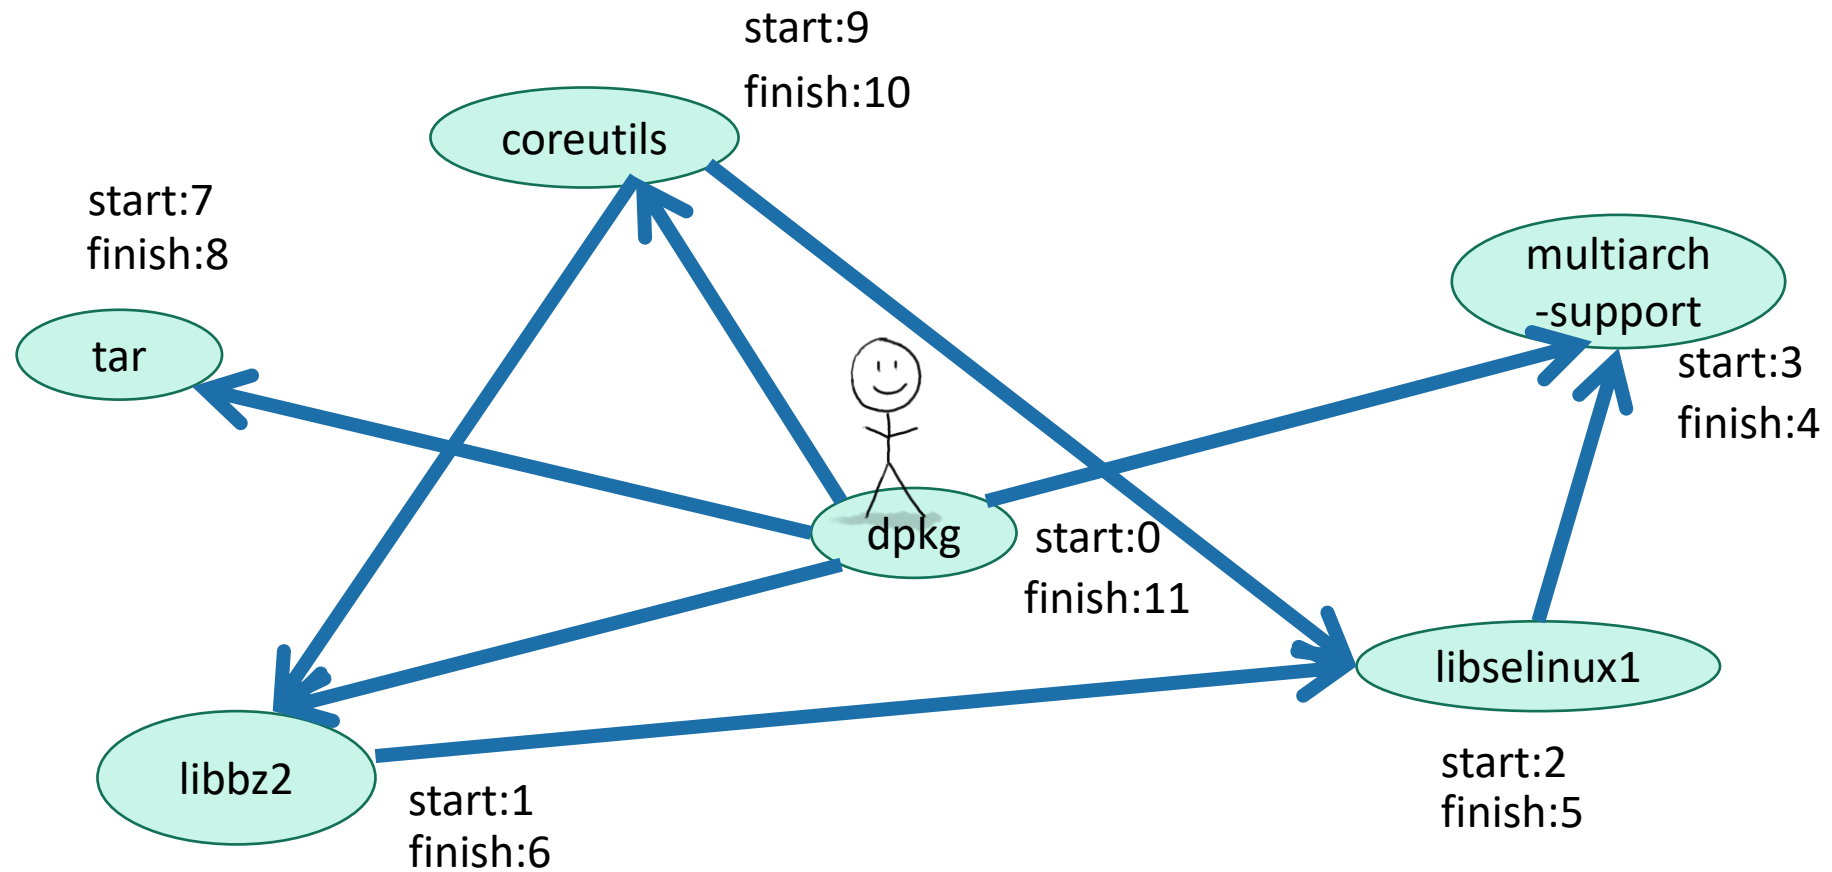 start:9
finish:10
coreutils
start:7
finish:8
tar
multiarch
-support
start:3
finish:4
dpkg
start:0
finish:11
libselinux1
start:2
finish:5
libbz2
start:1
finish:6